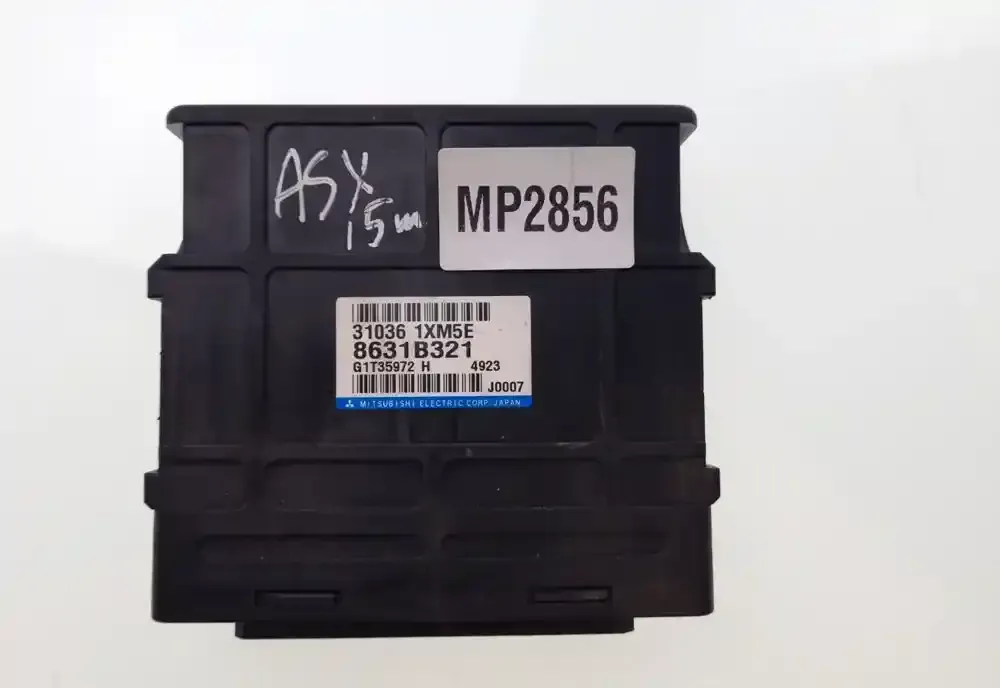 ASX
15m
MP2856
31036 1XM5E
8631B321
G1T35972 H 4923
J0007
MITSUBISHI ELECTRIC CORP. JAPAN